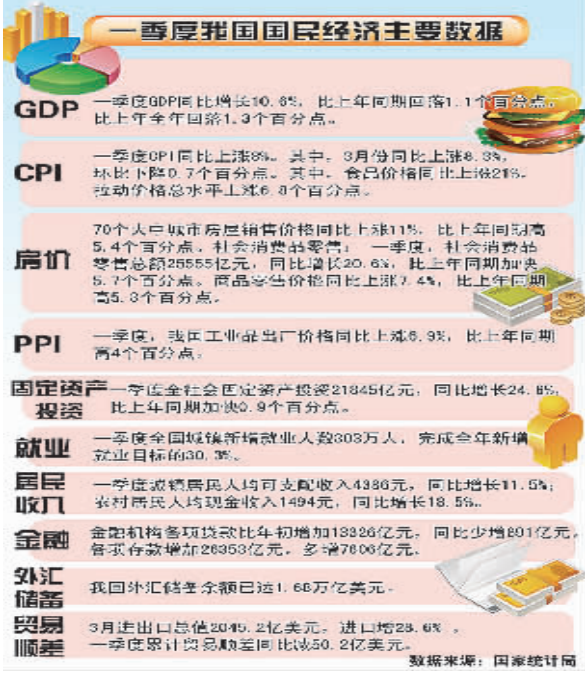 一季度我国国民经济主要数据
GDP
一季度GDP同比增长10.6%，比上年同期回落1.1个百分点，
比上年全年回落1.3个百分点。
CPI
一季度CPI同比上涨8%。其中，3月份同比上涨8.3%，
环比下降0.7个百分点。其中，食品价格同比上涨21%，
拉动价格总水平上涨6.8个百分点。
房价
70个大中城市房屋销售价格同比上涨11%，比上年同期高
5.4个百分点。社会消费品零售：一季度，社会消费品
零售总额25555亿元，同比增长20.6%，比上年同期加快
5.7个百分点。商品零售价格同比上涨7.4%，比上年同期
高5.3个百分点。
PPI
一季度，我国工业品出厂价格同比上涨6.9%，比上年同期
高4个百分点。
固定资产
投资
一季度全社会固定资产投资21845亿元，同比增长24.6%，
比上年同期加快0.9个百分点。
就业
一季度全国城镇新增就业人数303万人，完成全年新增
就业目标的30.3%。
居民
收入
一季度城镇居民人均可支配收入4386元，同比增长11.5%；
农村居民人均现金收入1494元，同比增长18.5%。
金融
金融机构各项贷款比年初增加13326亿元，同比少增891亿元，
各项存款增加26353亿元，多增7606亿元。
外汇
储备
我国外汇储备余额已达1.68万亿美元。
贸易
顺差
3月进出口总值2045.2亿美元，进口增28.6%，
一季度累计贸易顺差同比减50.2亿美元。
数据来源：国家统计局